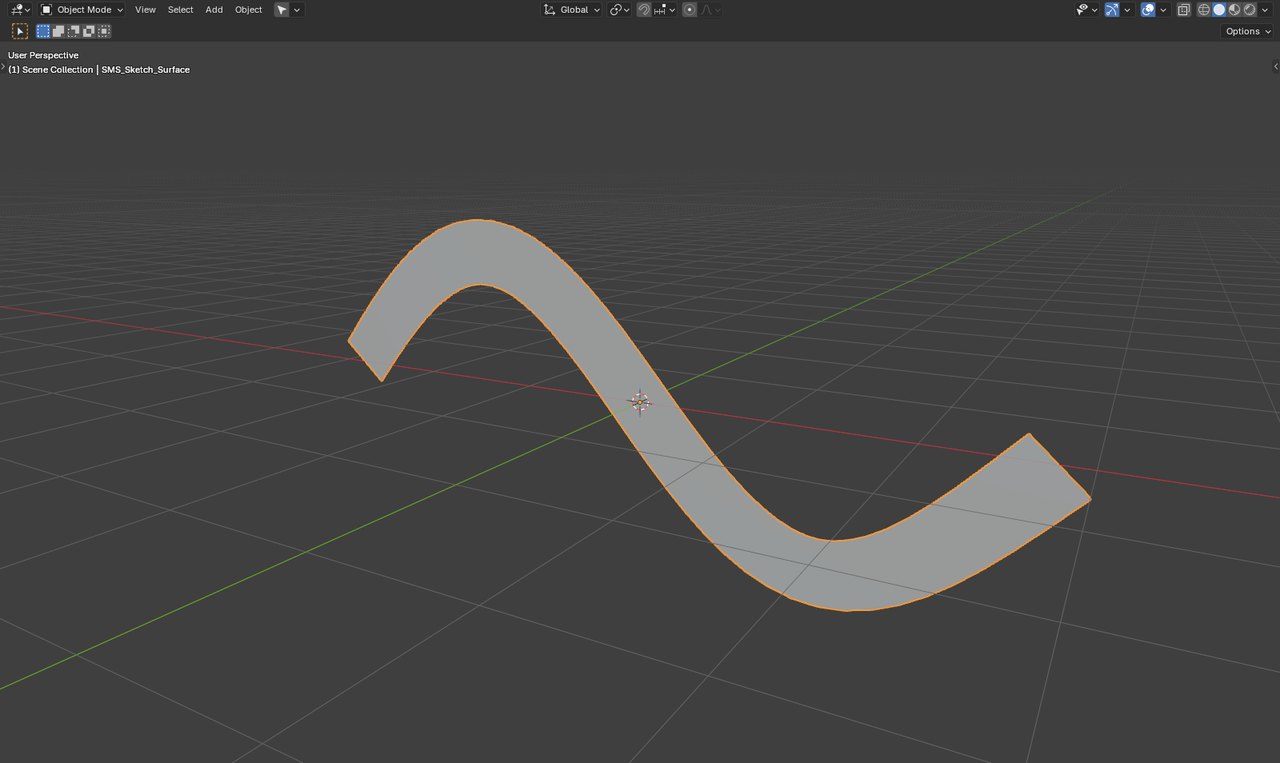 Object Mode View Select Add Object Global
Options
User Perspective
(1) Scene Collection | SMS_Sketch_Surface